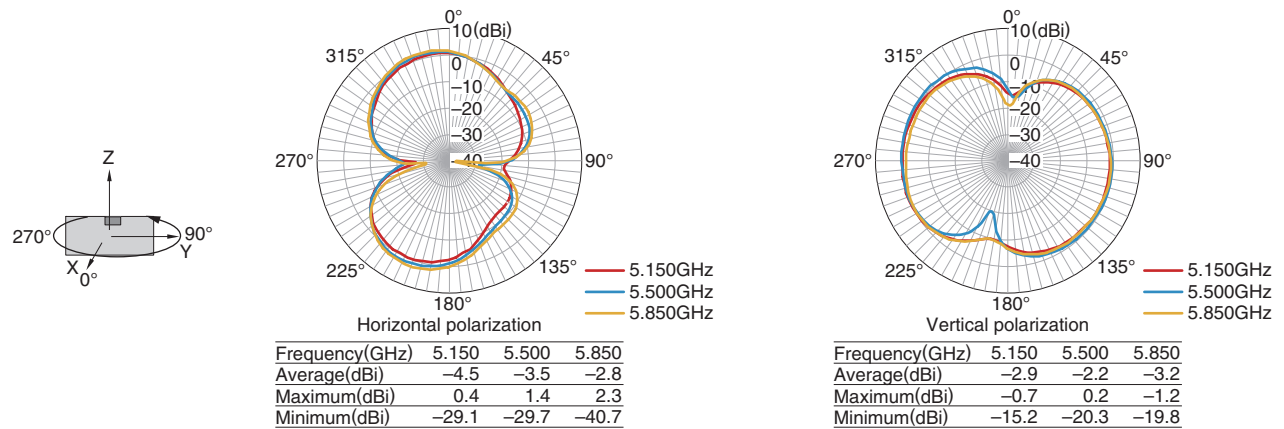 Z
270°
90°
Y
X
0°
0°
10(dBi)
315°
45°
0
−10
−20
−30
−40
270°
90°
225°
135°
180°
5.150GHz
5.500GHz
5.850GHz
Horizontal polarization
Frequency(GHz) 5.150 5.500 5.850
Average(dBi) −4.5 −3.5 −2.8
Maximum(dBi) 0.4 1.4 2.3
Minimum(dBi) −29.1 −29.7 −40.7
0°
10(dBi)
315°
45°
0
−10
−20
−30
−40
270°
90°
225°
135°
180°
5.150GHz
5.500GHz
5.850GHz
Vertical polarization
Frequency(GHz) 5.150 5.500 5.850
Average(dBi) −2.9 −2.2 −3.2
Maximum(dBi) −0.7 0.2 −1.2
Minimum(dBi) −15.2 −20.3 −19.8